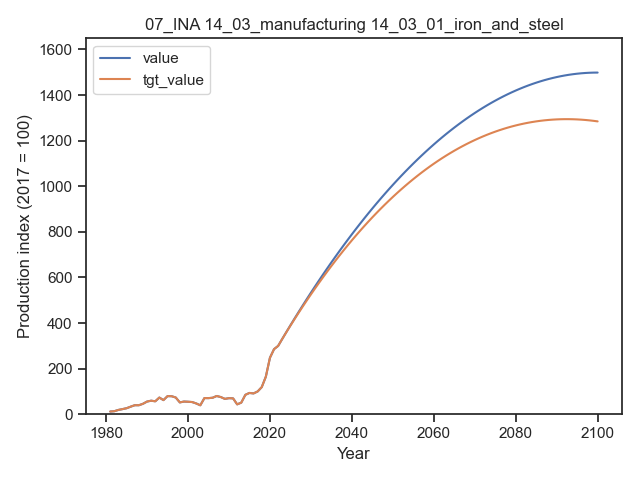 07_INA 14_03_manufacturing 14_03_01_iron_and_steel
value
tgt_value
Production index (2017 = 100)
1600
1400
1200
1000
800
600
400
200
0
1980 2000 2020 2040 2060 2080 2100
Year